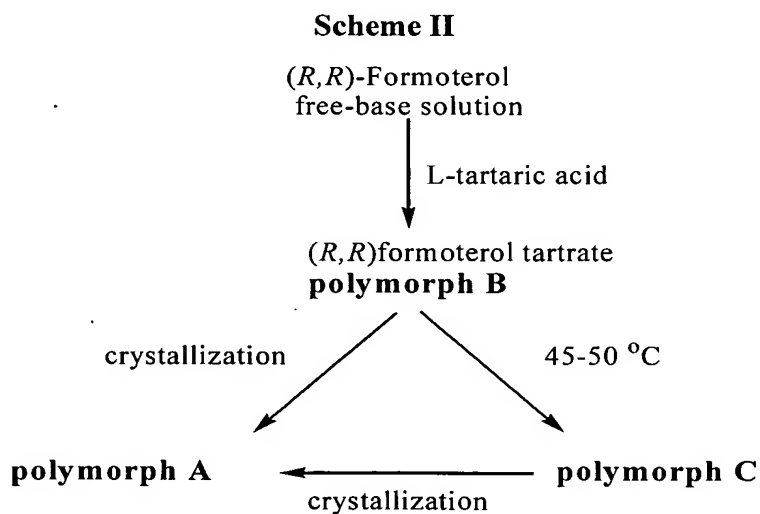 Scheme II
(R,R)-Formoterol
free-base solution
L-tartaric acid
(R,R)formoterol tartrate
polymorph B
crystallization
45-50 °C
polymorph A
polymorph C
crystallization